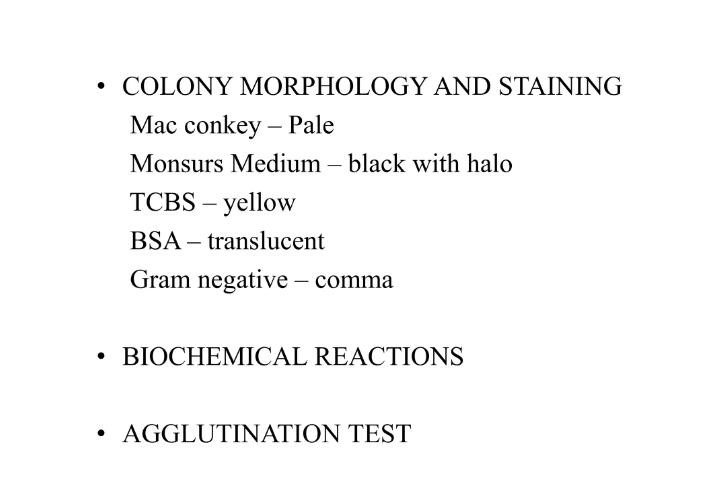 • COLONY MORPHOLOGY AND STAINING
Mac conkey – Pale
Monsurs Medium – black with halo
TCBS – yellow
BSA – translucent
Gram negative – comma
• BIOCHEMICAL REACTIONS
• AGGLUTINATION TEST